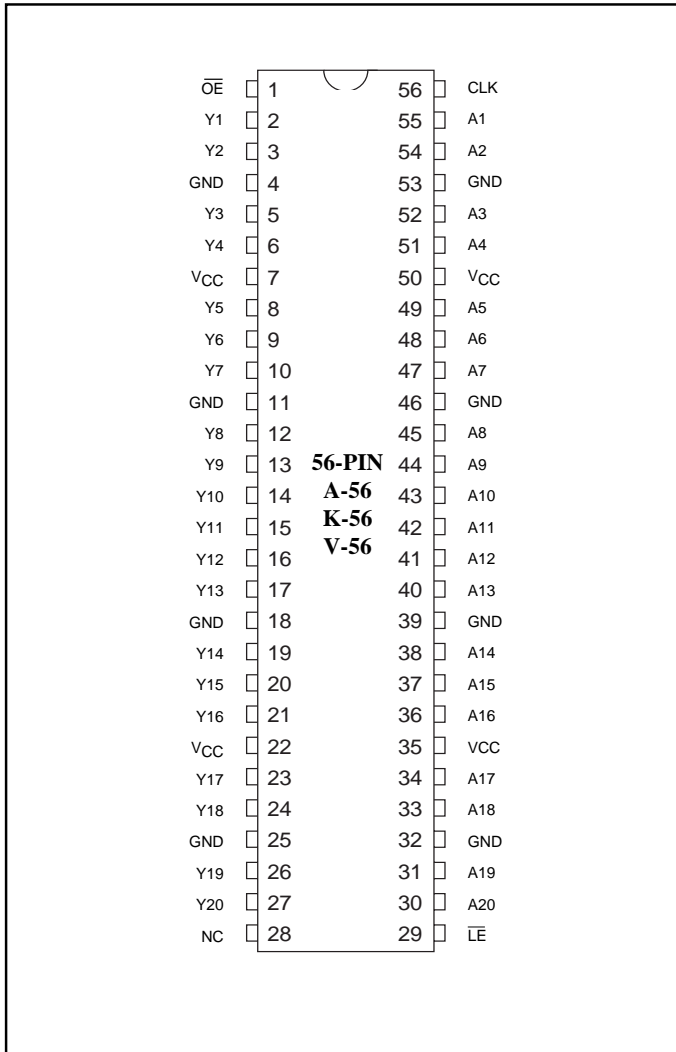 O̅E̅ 1 56 CLK
Y1 2 55 A1
Y2 3 54 A2
GND 4 53 GND
Y3 5 52 A3
Y4 6 51 A4
VCC 7 50 VCC
Y5 8 49 A5
Y6 9 48 A6
Y7 10 47 A7
GND 11 46 GND
Y8 12 45 A8
Y9 13 56-PIN 44 A9
Y10 14 A-56 43 A10
Y11 15 K-56 42 A11
V-56
Y12 16 41 A12
Y13 17 40 A13
GND 18 39 GND
Y14 19 38 A14
Y15 20 37 A15
Y16 21 36 A16
VCC 22 35 VCC
Y17 23 34 A17
Y18 24 33 A18
GND 25 32 GND
Y19 26 31 A19
Y20 27 30 A20
NC 28 29 L̅E̅